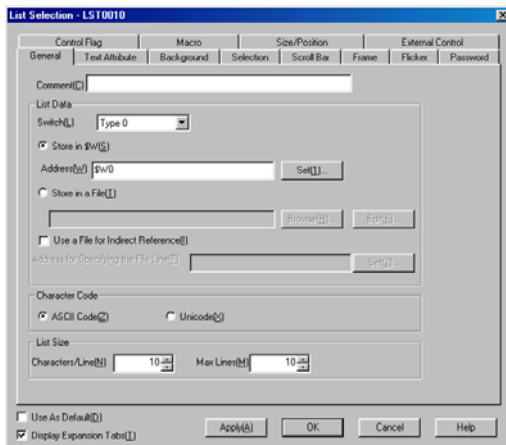 List Selection - LST0010
Control Flag Macro Size/Position External Control
General Text Attribute Background Selection Scroll Bar Frame Flicker Password
Comment(C)
List Data
Switch(L) Type 0
Store in $W(S)
Address(W) $W0 Set(1)...
Store in a File(T)
Browse(R)... Edit(E)...
Use a File for Indirect Reference(I)
Address for Specifying the File Line(F) Set(2)...
Character Code
ASCII Code(Z) Unicode(X)
List Size
Characters/Line(N) 10 Max Lines(M) 10
Use As Default(D)
Display Expansion Tabs(T)
Apply(A) OK Cancel Help